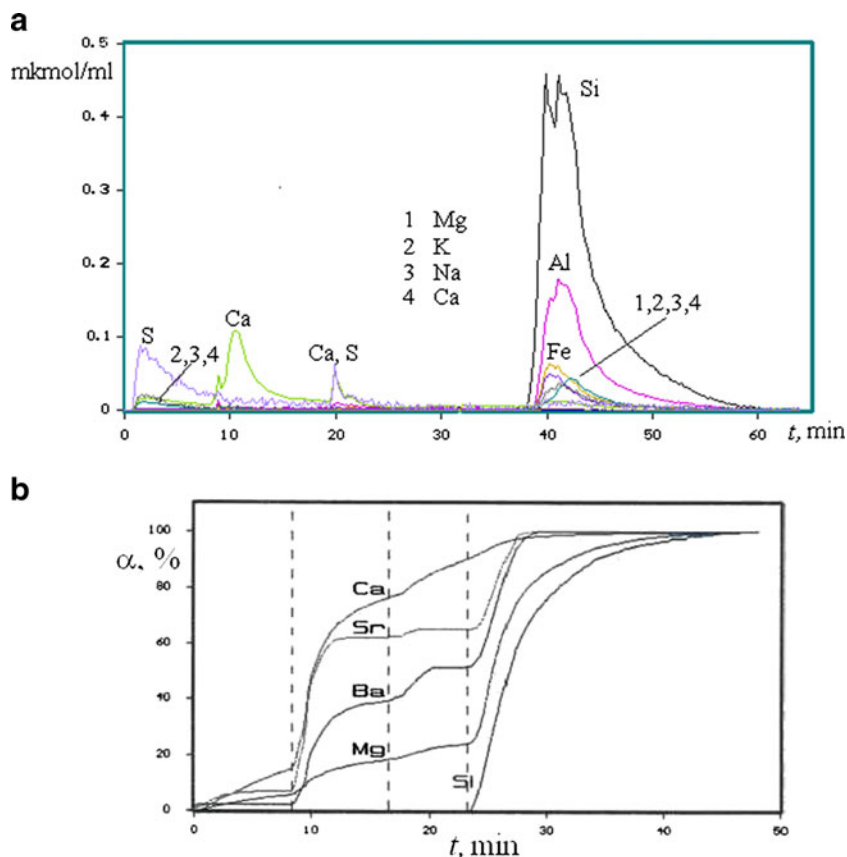 a
0.5
mkmol/ml
0.4
0.3
0.2
0.1
0
Si
1 Mg
2 K
3 Na
4 Ca
Al
1,2,3,4
Fe
S
2,3,4
Ca
Ca, S
0 10 20 30 40 50 60
t, min
b
100
α, %
80
60
40
20
0
Ca
Sr
Ba
Mg
Si
0 10 20 30 40 50
t, min